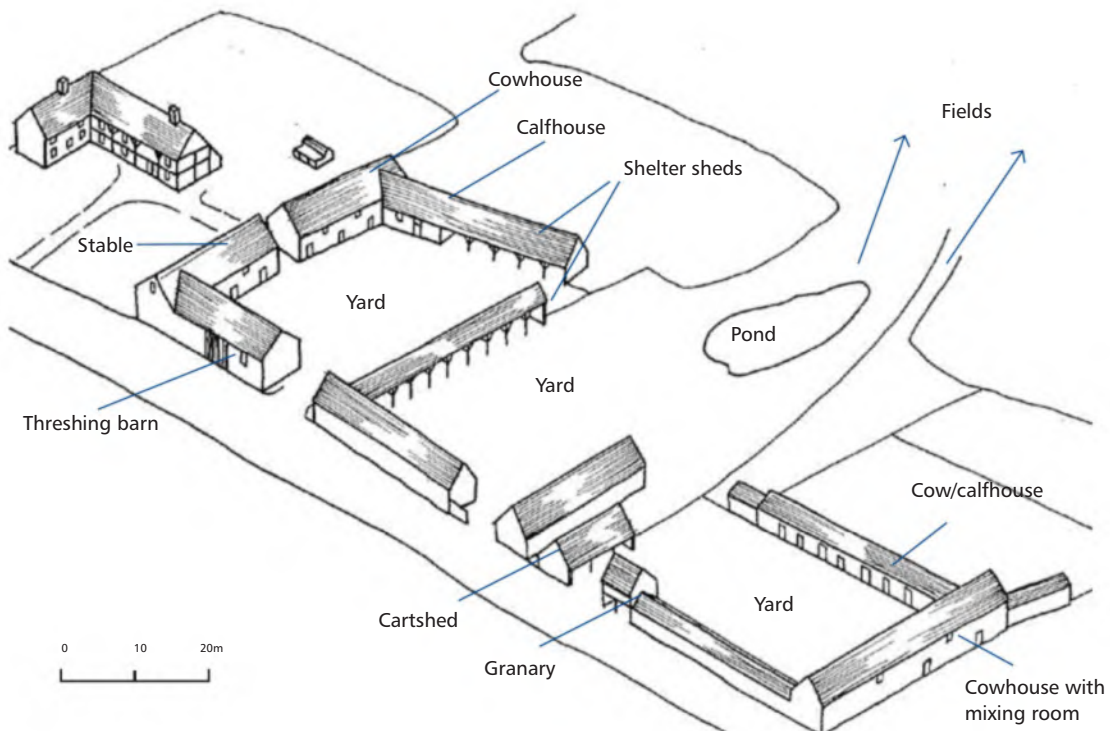 Cowhouse
Fields
Calfhouse
Shelter sheds
Stable
Yard
Pond
Yard
Threshing barn
Cow/calfhouse
Yard
Cartshed
0 10 20m
Granary
Cowhouse with
mixing room